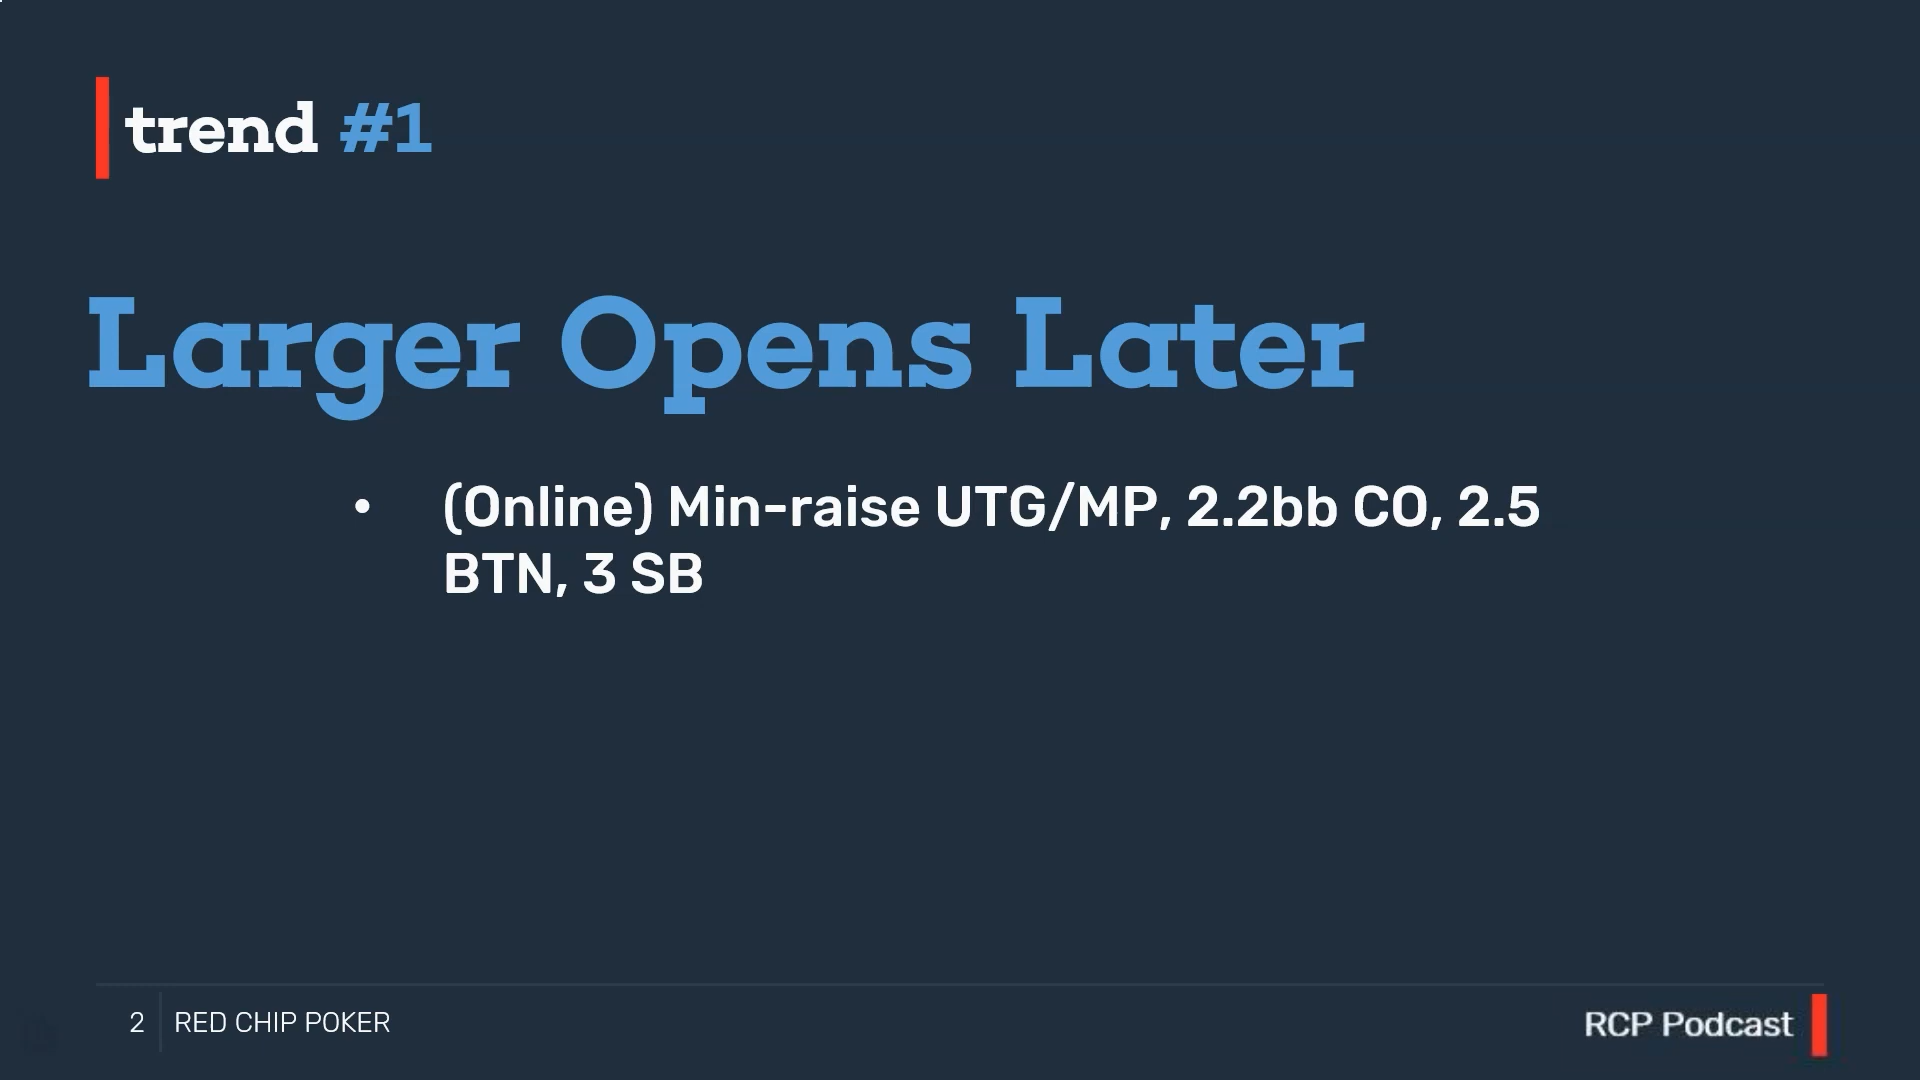 trend #1
Larger Opens Later
• (Online) Min-raise UTG/MP, 2.2bb CO, 2.5
BTN, 3 SB
2 RED CHIP POKER
RCP Podcast